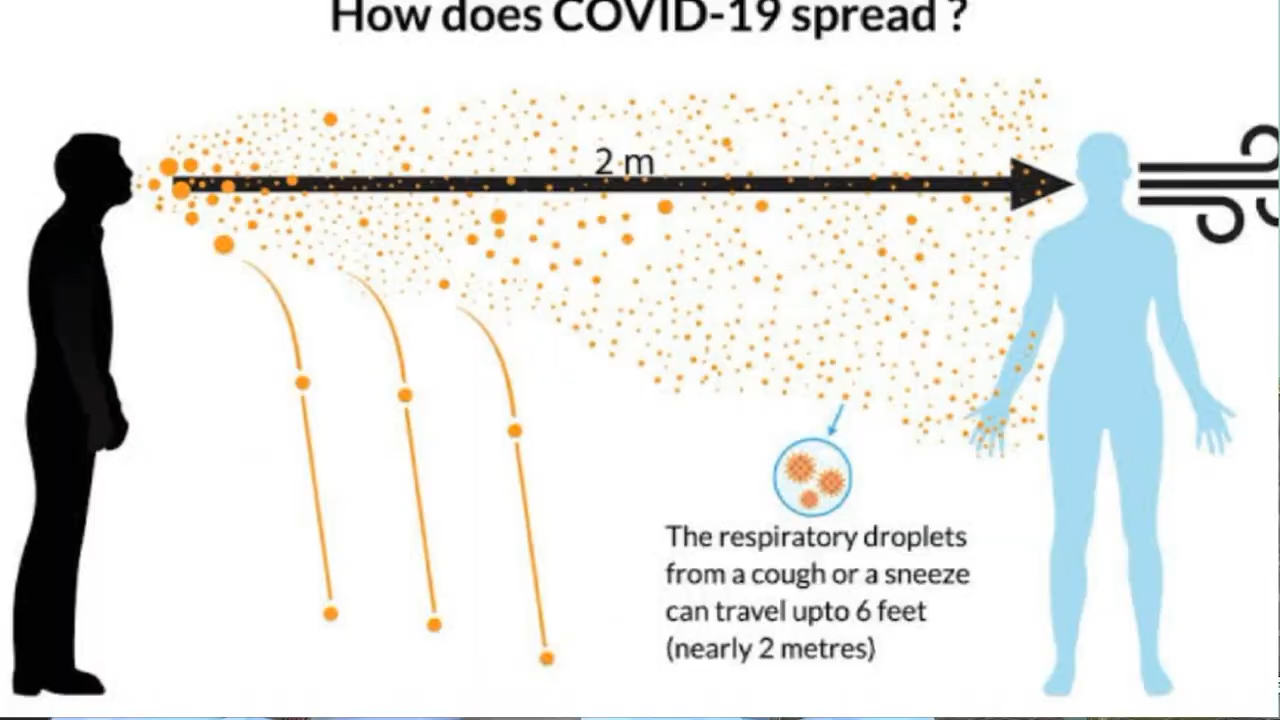 How does COVID-19 spread ?
2 m
The respiratory droplets
from a cough or a sneeze
can travel upto 6 feet
(nearly 2 metres)